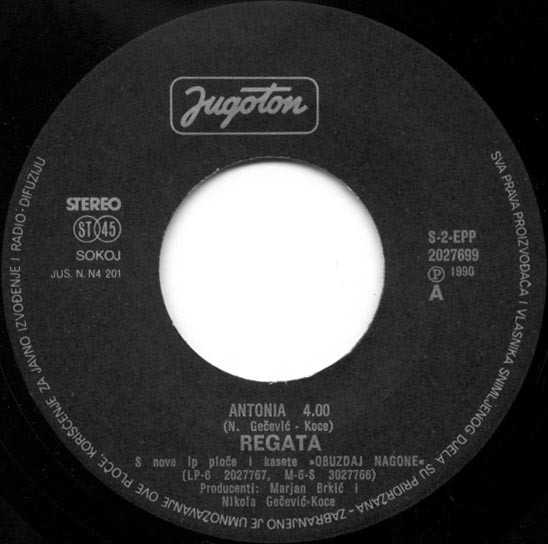 Jugoton
STEREO
ST 45
SOKOJ
JUS. N. N4 201
S-2-EPP
2027699
Ⓟ 1990
A
ANTONIA 4.00
(N. Gečević - Koce)
REGATA
S nove lp ploče i kasete »OBUZDAJ NAGONE«
(LP-6 2027767, M-6-S 3027766)
Producenti: Marjan Brkić i
Nikola Gečević-Koce
SVA PRAVA PROIZVOĐAČA I VLASNIKA SNIMLJENOG DJELA SU PRIDRŽANA - ZABRANJENO JE UMNOŽAVANJE OVE PLOČE, KORIŠĆENJE ZA JAVNO IZVOĐENJE I RADIO-DIFUZIJU